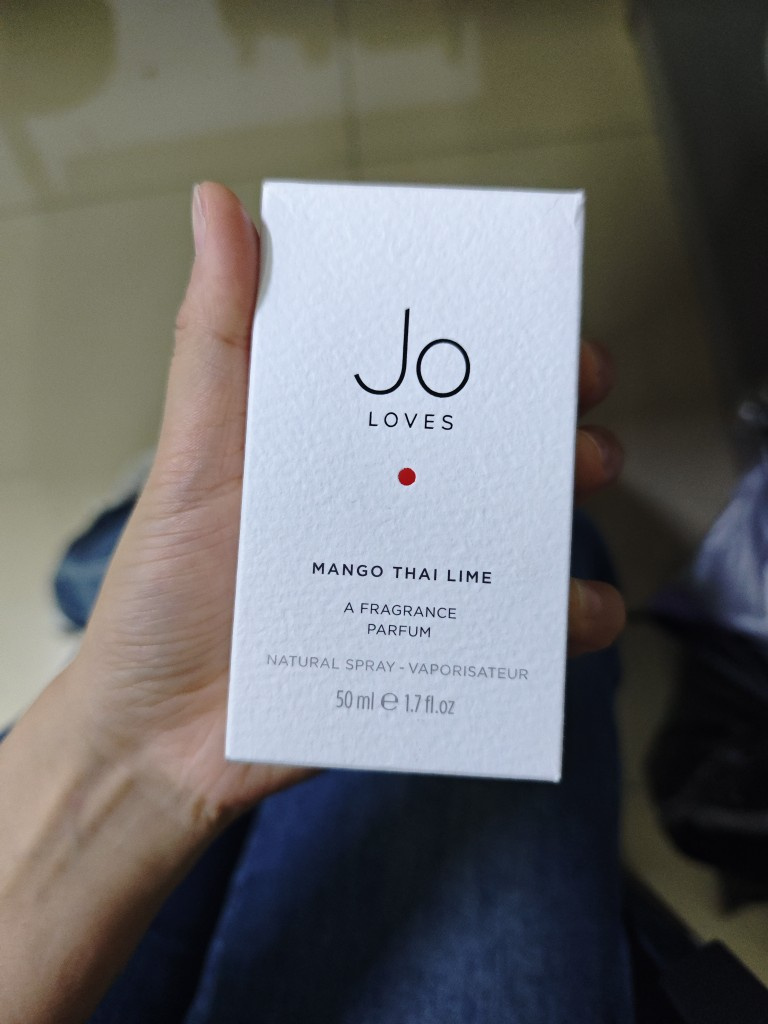 Jo
LOVES
MANGO THAI LIME
A FRAGRANCE
PARFUM
NATURAL SPRAY - VAPORISATEUR
50 ml ℮ 1.7 fl.oz